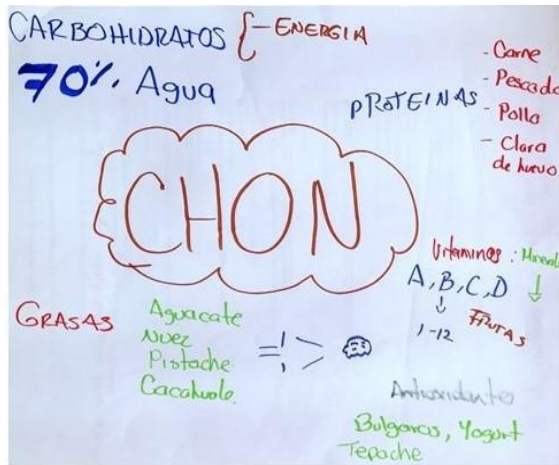 CARBOHIDRATOS { - ENERGIA
70% Agua
PROTEINAS
- Carne
- Pescado
- Pollo
- Clara
de huevo
CHON
Vitaminas : Mineral
A, B, C, D
1-12
FRUTAS
GRASAS
Aguacate
Nuez
Pistache
Cacahuate
Antioxidantes
Bulgaros, Yogurt
Tepache